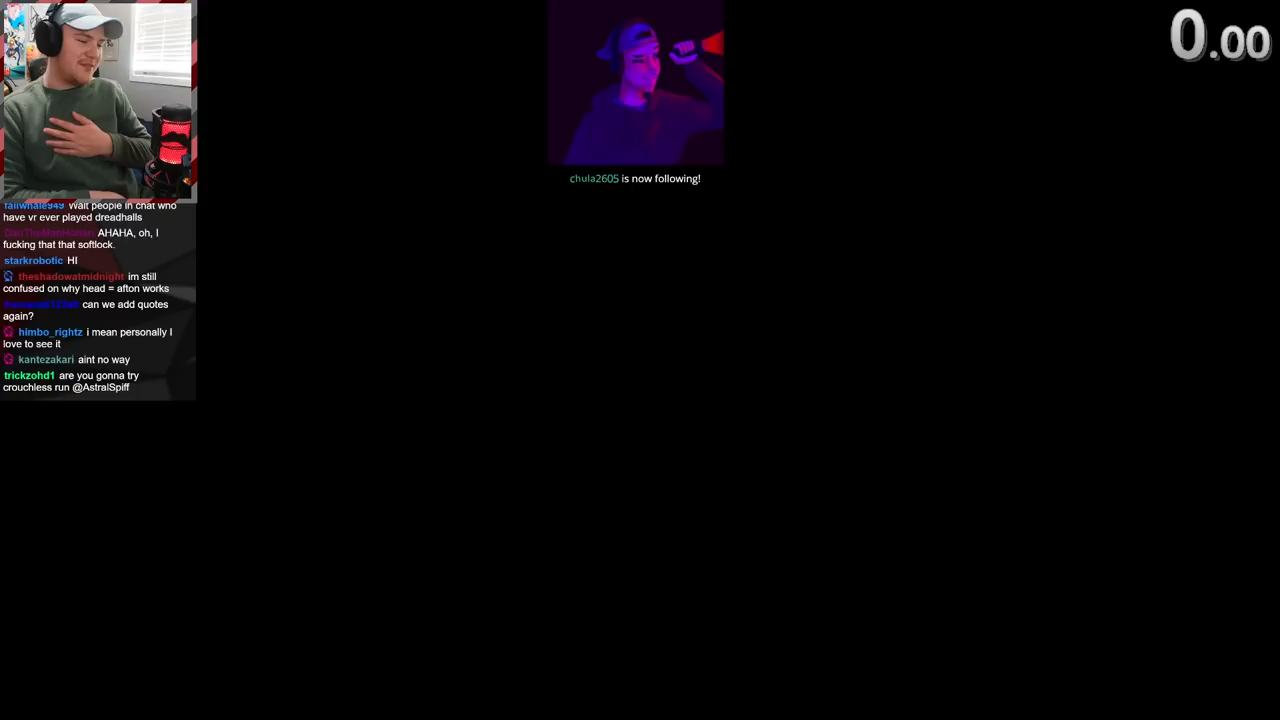 0.00
chula2605 is now following!
failwhale949 Wait people in chat who
have vr ever played dreadhalls
AHAHA, oh, I
fucking that that softlock.
starkrobotic HI
theshadowatmidnight im still
confused on why head = afton works
can we add quotes
again?
himbo_rightz i mean personally I
love to see it
kantezakari aint no way
trickzohd1 are you gonna try
crouchless run @AstralSpiff